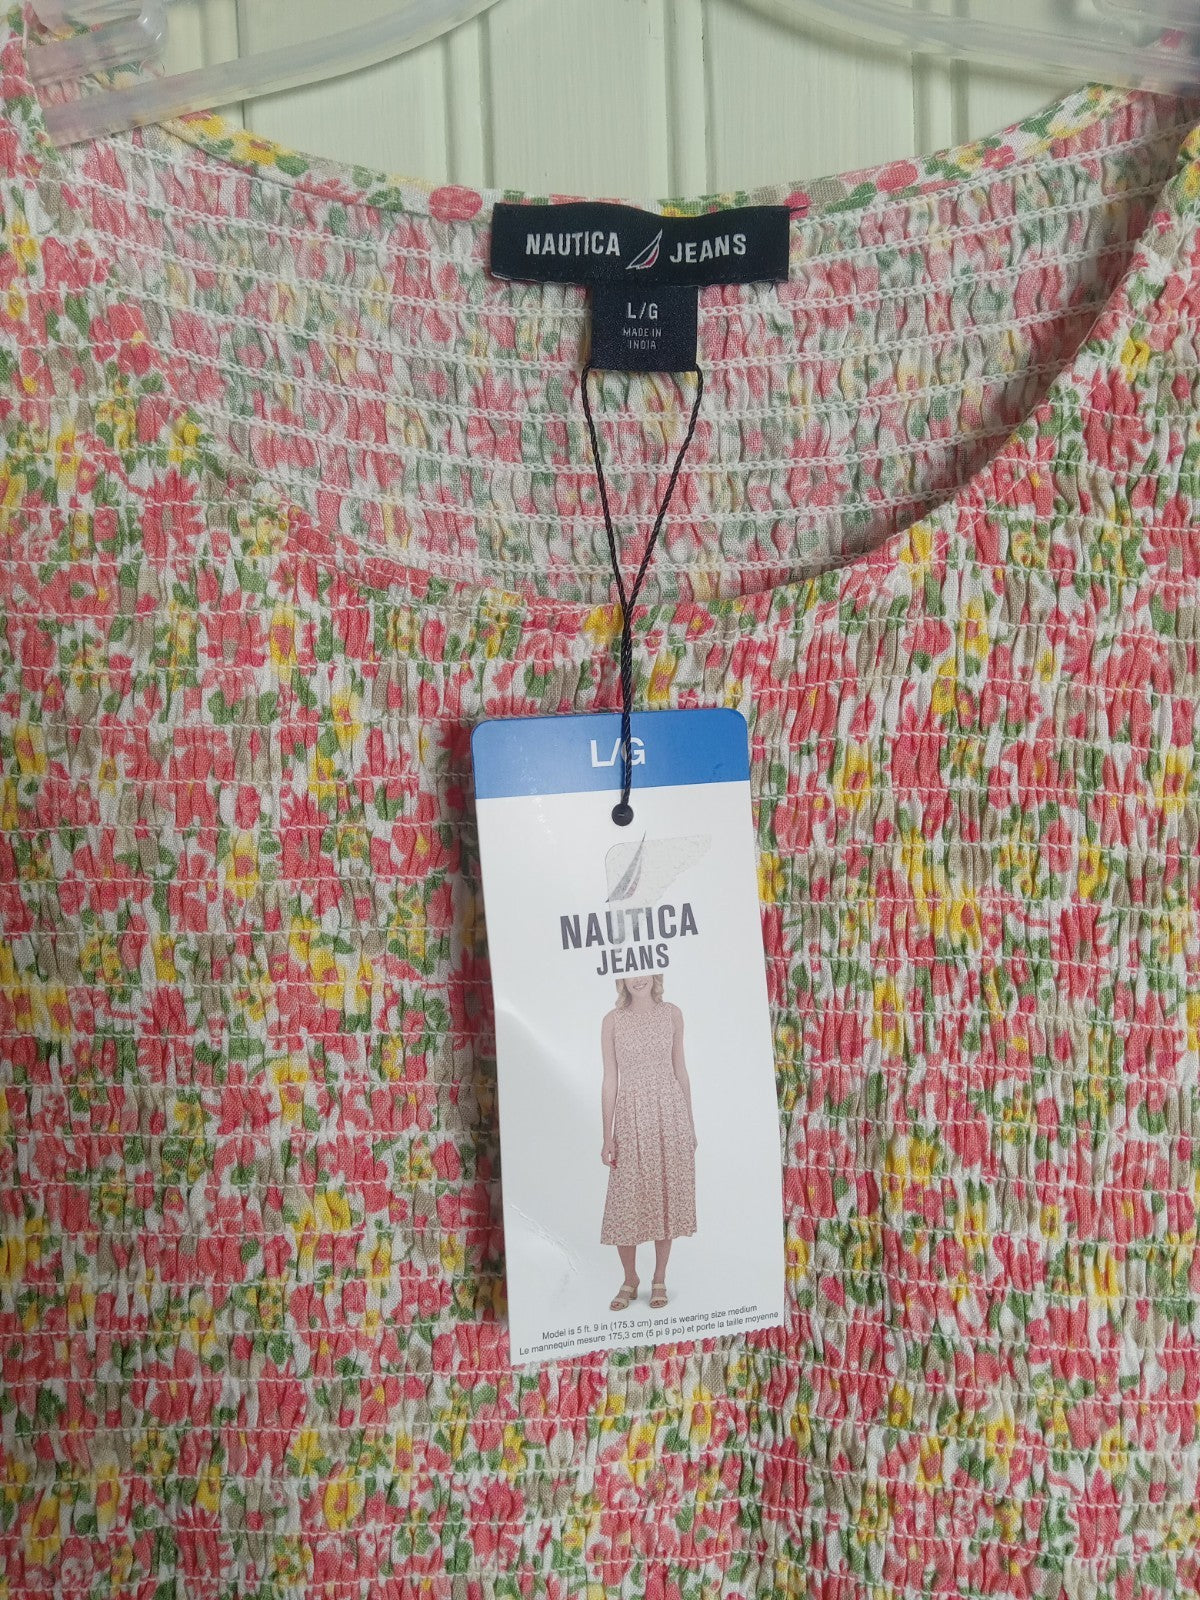 NAUTICA JEANS
L/G
MADE IN
INDIA
L/G
NAUTICA
JEANS
Model is 5 ft. 9 in (175.3 cm) and is wearing size medium
Le mannequin mesure 175,3 cm (5 pi 9 po) et porte la taille moyenne